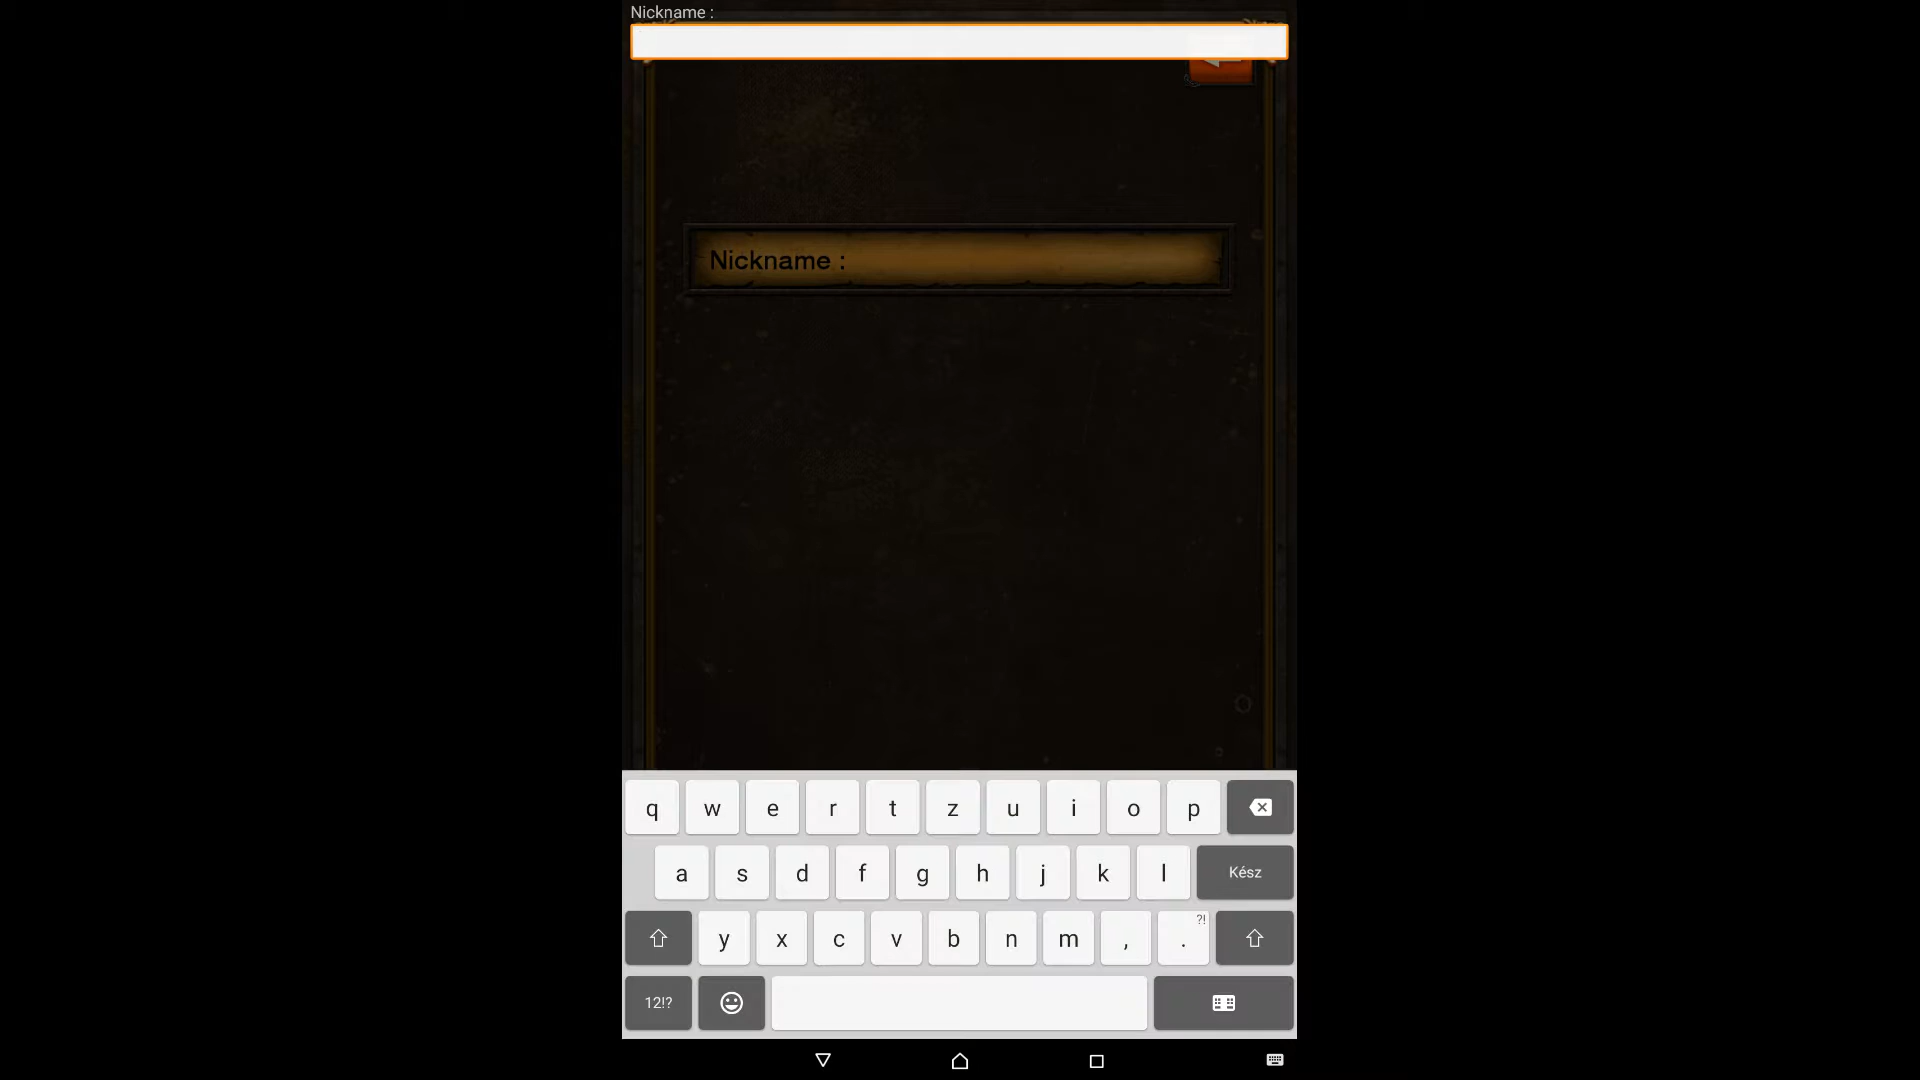 Nickname :
Nickname :
q w e r t z u i o p
a s d f g h j k l Kész
y x c v b n m , . ?!
12!?